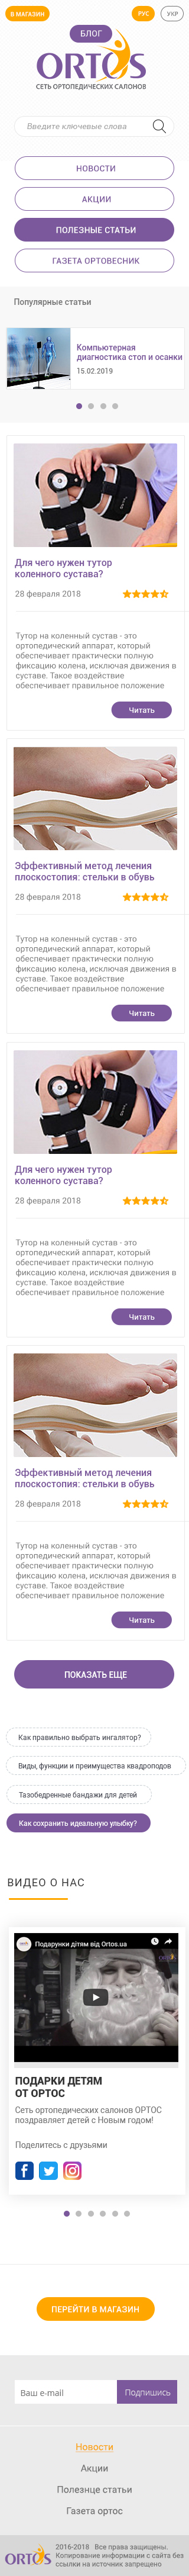 В МАГАЗИН
РУС
УКР
БЛОГ
ORTOS
СЕТЬ ОРТОПЕДИЧЕСКИХ САЛОНОВ
Введите ключевые слова
НОВОСТИ
АКЦИИ
ПОЛЕЗНЫЕ СТАТЬИ
ГАЗЕТА ОРТОВЕСНИК
Популярные статьи
Компьютерная
диагностика стоп и осанки
15.02.2019
Для чего нужен тутор
коленного сустава?
28 февраля 2018
Тутор на коленный сустав - это
ортопедический аппарат, который
обеспечивает практически полную
фиксацию колена, исключая движения в
суставе. Такое воздействие
обеспечивает правильное положение
Читать
Эффективный метод лечения
плоскостопия: стельки в обувь
28 февраля 2018
Тутор на коленный сустав - это
ортопедический аппарат, который
обеспечивает практически полную
фиксацию колена, исключая движения в
суставе. Такое воздействие
обеспечивает правильное положение
Читать
Для чего нужен тутор
коленного сустава?
28 февраля 2018
Тутор на коленный сустав - это
ортопедический аппарат, который
обеспечивает практически полную
фиксацию колена, исключая движения в
суставе. Такое воздействие
обеспечивает правильное положение
Читать
Эффективный метод лечения
плоскостопия: стельки в обувь
28 февраля 2018
Тутор на коленный сустав - это
ортопедический аппарат, который
обеспечивает практически полную
фиксацию колена, исключая движения в
суставе. Такое воздействие
обеспечивает правильное положение
Читать
ПОКАЗАТЬ ЕЩЕ
Как правильно выбрать ингалятор?
Виды, функции и преимущества квадроподов
Тазобедренные бандажи для детей
Как сохранить идеальную улыбку?
ВИДЕО О НАС
Подарунки дітям від Ortos.ua
ПОДАРКИ ДЕТЯМ
ОТ ОРТОС
Сеть ортопедических салонов ОРТОС
поздравляет детей с Новым годом!
Поделитесь с друзьями
ПЕРЕЙТИ В МАГАЗИН
Ваш e-mail
Подпишись
Новости
Акции
Полезнце статьи
Газета ортос
ORTOS
2016-2018 Все права защищены.
Копирование информации с сайта без
ссылки на источник запрещено